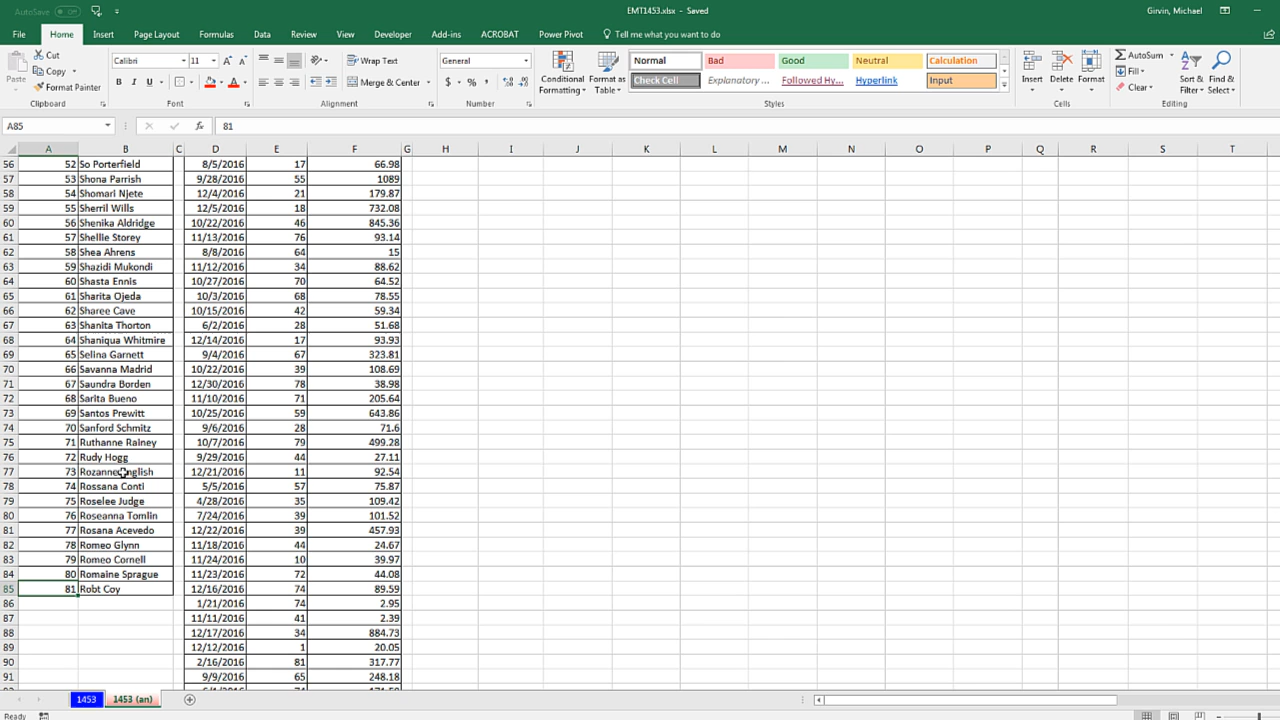 AutoSave Off
EMT1453.xlsx - Saved
Girvin, Michael
File Home Insert Page Layout Formulas Data Review View Developer Add-ins ACROBAT Power Pivot Tell me what you want to do
Paste
Cut
Copy
Format Painter
Clipboard
Calibri 11
B I U
Font
Wrap Text
Merge & Center
Alignment
General
$ % ,
Number
Conditional Formatting
Format as Table
Normal Bad Good Neutral Calculation
Check Cell Explanatory ... Followed Hy... Hyperlink Input
Styles
Insert Delete Format
Cells
AutoSum
Fill
Clear
Sort & Filter
Find & Select
Editing
A85 fx 81
A B C D E F G H I J K L M N O P Q R S T
56 52 So Porterfield 8/5/2016 17 66.98
57 53 Shona Parrish 9/28/2016 55 1089
58 54 Shomari Njete 12/4/2016 21 179.87
59 55 Sherril Wills 12/5/2016 18 732.08
60 56 Shenika Aldridge 10/22/2016 46 845.36
61 57 Shellie Storey 11/13/2016 76 93.14
62 58 Shea Ahrens 8/8/2016 64 15
63 59 Shazidi Mukondi 11/12/2016 34 88.62
64 60 Shasta Ennis 10/27/2016 70 64.52
65 61 Sharita Ojeda 10/3/2016 68 78.55
66 62 Sharee Cave 10/15/2016 42 59.34
67 63 Shanita Thorton 6/2/2016 28 51.68
68 64 Shaniqua Whitmire 12/14/2016 17 93.93
69 65 Selina Garnett 9/4/2016 67 323.81
70 66 Savanna Madrid 10/22/2016 39 108.69
71 67 Saundra Borden 12/30/2016 78 38.98
72 68 Sarita Bueno 11/10/2016 71 205.64
73 69 Santos Prewitt 10/25/2016 59 643.86
74 70 Sanford Schmitz 9/6/2016 28 71.6
75 71 Ruthanne Rainey 10/7/2016 79 499.28
76 72 Rudy Hogg 9/29/2016 44 27.11
77 73 Rozanne English 12/21/2016 11 92.54
78 74 Rossana Conti 5/5/2016 57 75.87
79 75 Roselee Judge 4/28/2016 35 109.42
80 76 Roseanna Tomlin 7/24/2016 39 101.52
81 77 Rosana Acevedo 12/22/2016 39 457.93
82 78 Romeo Glynn 11/18/2016 44 24.67
83 79 Romeo Cornell 11/24/2016 10 39.97
84 80 Romaine Sprague 11/23/2016 72 44.08
85 81 Robt Coy 12/16/2016 74 89.59
86 1/21/2016 74 2.95
87 11/11/2016 41 2.39
88 12/17/2016 34 884.73
89 12/12/2016 1 20.05
90 2/16/2016 81 317.77
91 9/9/2016 65 248.18
1453 1453 (an)
Ready